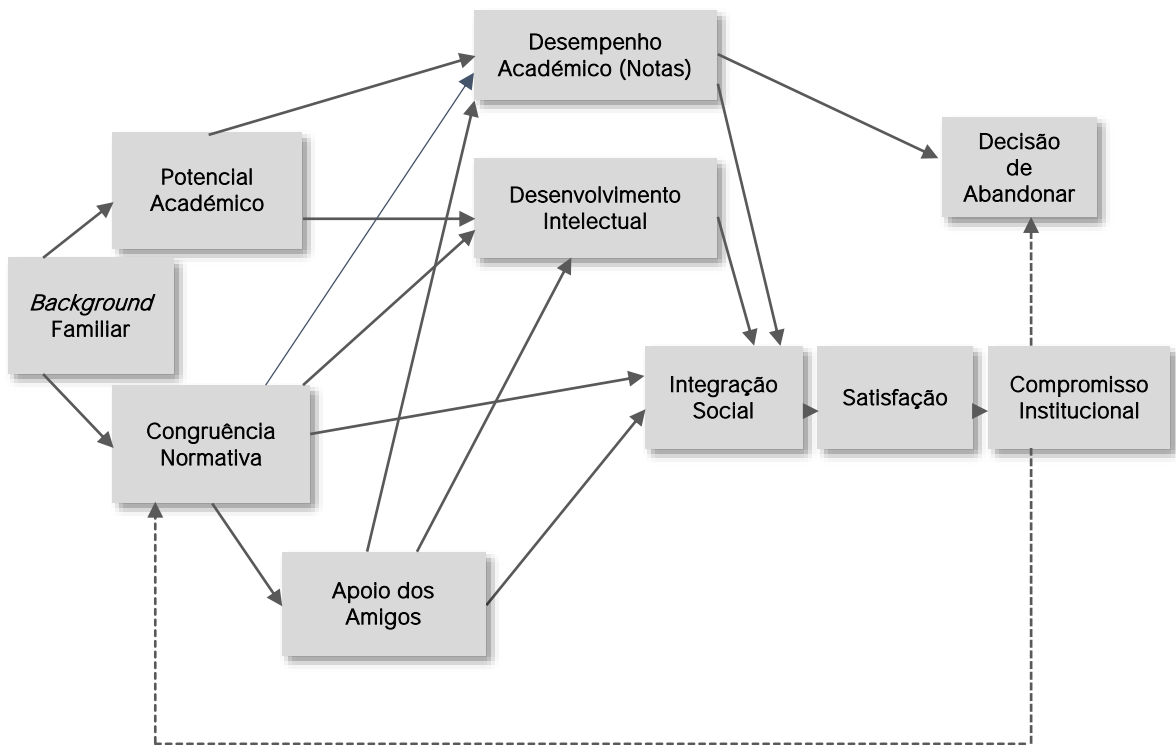 Desempenho
Académico (Notas)
Decisão
de
Abandonar
Potencial
Académico
Desenvolvimento
Intelectual
Background
Familiar
Integração
Social
Satisfação
Compromisso
Institucional
Congruência
Normativa
Apoio dos
Amigos